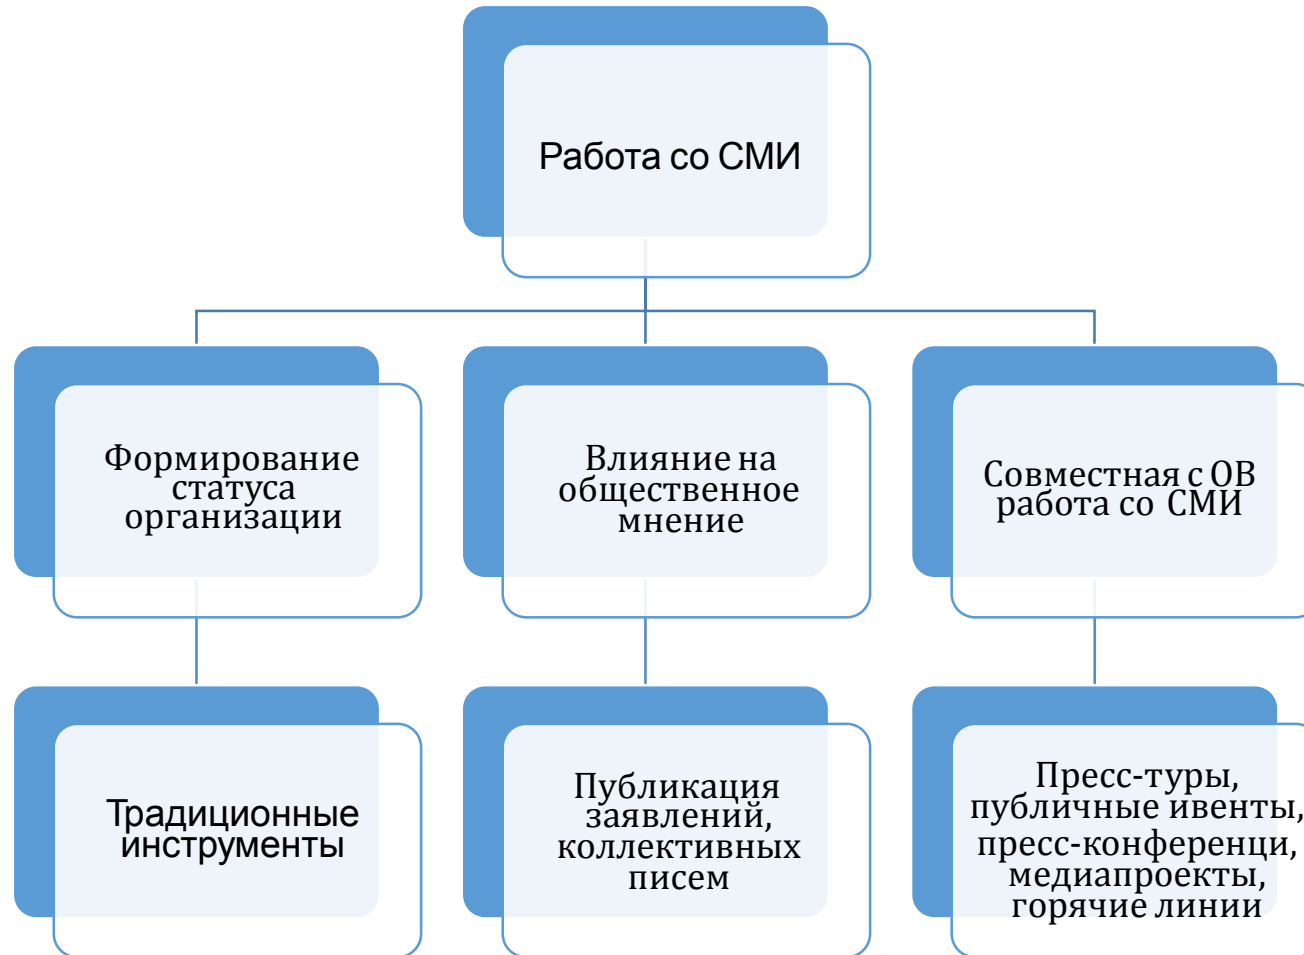 Работа со СМИ
Формирование
статуса
организации
Влияние на
общественное
мнение
Совместная с ОВ
работа со СМИ
Традиционные
инструменты
Публикация
заявлений,
коллективных
писем
Пресс-туры,
публичные ивенты,
пресс-конференци,
медиапроекты,
горячие линии